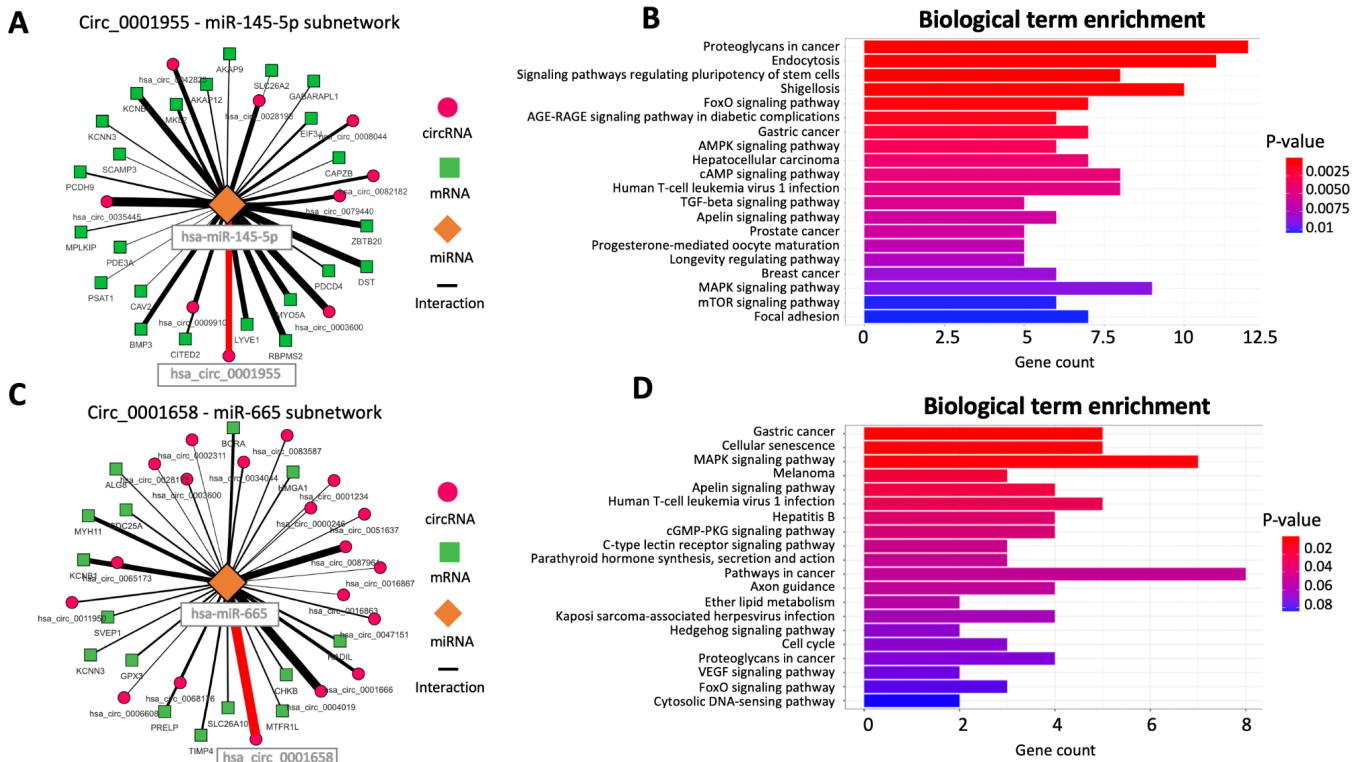 A
Circ_0001955 - miR-145-5p subnetwork
AKAP9
hsa_circ_0042823
SLC26A2
AKAP12
GABARAPL1
KCNB1
MKL2
hsa_circ_0028198
KCNN3
EIF3J
hsa_circ_0008044
SCAMP3
CAPZB
PCDH9
hsa_circ_0082182
hsa_circ_0035445
hsa_circ_0079440
MPLKIP
hsa-miR-145-5p
ZBTB20
PDE3A
DST
PSAT1
PDCD4
CAV2
MYO5A
hsa_circ_0009910
hsa_circ_0003600
BMP3
LYVE1
CITED2
RBPMS2
hsa_circ_0001955
circRNA
mRNA
miRNA
Interaction
B
Biological term enrichment
Proteoglycans in cancer
Endocytosis
Signaling pathways regulating pluripotency of stem cells
Shigellosis
FoxO signaling pathway
AGE-RAGE signaling pathway in diabetic complications
Gastric cancer
AMPK signaling pathway
Hepatocellular carcinoma
cAMP signaling pathway
Human T-cell leukemia virus 1 infection
TGF-beta signaling pathway
Apelin signaling pathway
Prostate cancer
Progesterone-mediated oocyte maturation
Longevity regulating pathway
Breast cancer
MAPK signaling pathway
mTOR signaling pathway
Focal adhesion
0 2.5 5 7.5 10 12.5
Gene count
P-value
0.0025
0.0050
0.0075
0.01
C
Circ_0001658 - miR-665 subnetwork
BORA
hsa_circ_0002311
hsa_circ_0083587
hsa_circ_0028173
hsa_circ_0034044
ALG8
hsa_circ_0003600
HMGA1
hsa_circ_0001234
CDC25A
hsa_circ_0000246
MYH11
hsa_circ_0051637
hsa_circ_0087961
KCNB1
hsa_circ_0065173
hsa_circ_0016867
hsa_circ_0011950
hsa-miR-665
hsa_circ_0016863
SVEP1
hsa_circ_0047151
RADIL
KCNN3
GPX3
CHKB
hsa_circ_0001666
hsa_circ_0068176
hsa_circ_0006608
hsa_circ_0004019
PRELP
SLC26A10
MTFR1L
TIMP4
hsa_circ_0001658
circRNA
mRNA
miRNA
Interaction
D
Biological term enrichment
Gastric cancer
Cellular senescence
MAPK signaling pathway
Melanoma
Apelin signaling pathway
Human T-cell leukemia virus 1 infection
Hepatitis B
cGMP-PKG signaling pathway
C-type lectin receptor signaling pathway
Parathyroid hormone synthesis, secretion and action
Pathways in cancer
Axon guidance
Ether lipid metabolism
Kaposi sarcoma-associated herpesvirus infection
Hedgehog signaling pathway
Cell cycle
Proteoglycans in cancer
VEGF signaling pathway
FoxO signaling pathway
Cytosolic DNA-sensing pathway
0 2 4 6 8
Gene count
P-value
0.02
0.04
0.06
0.08